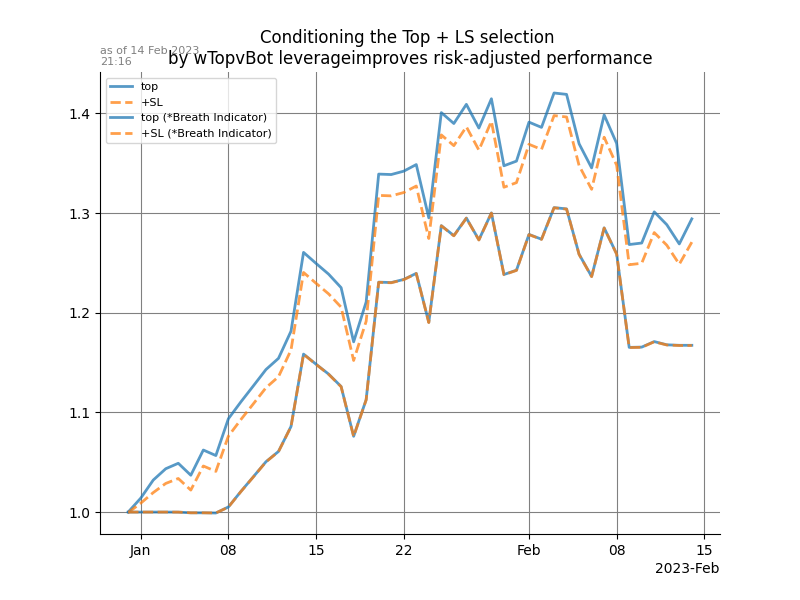 Conditioning the Top + LS selection
by wTopvBot leverageimproves risk-adjusted performance
as of 14 Feb 2023
21:16
top
+SL
top (*Breath Indicator)
+SL (*Breath Indicator)
1.4
1.3
1.2
1.1
1.0
Jan 08 15 22 Feb 08 15
2023-Feb